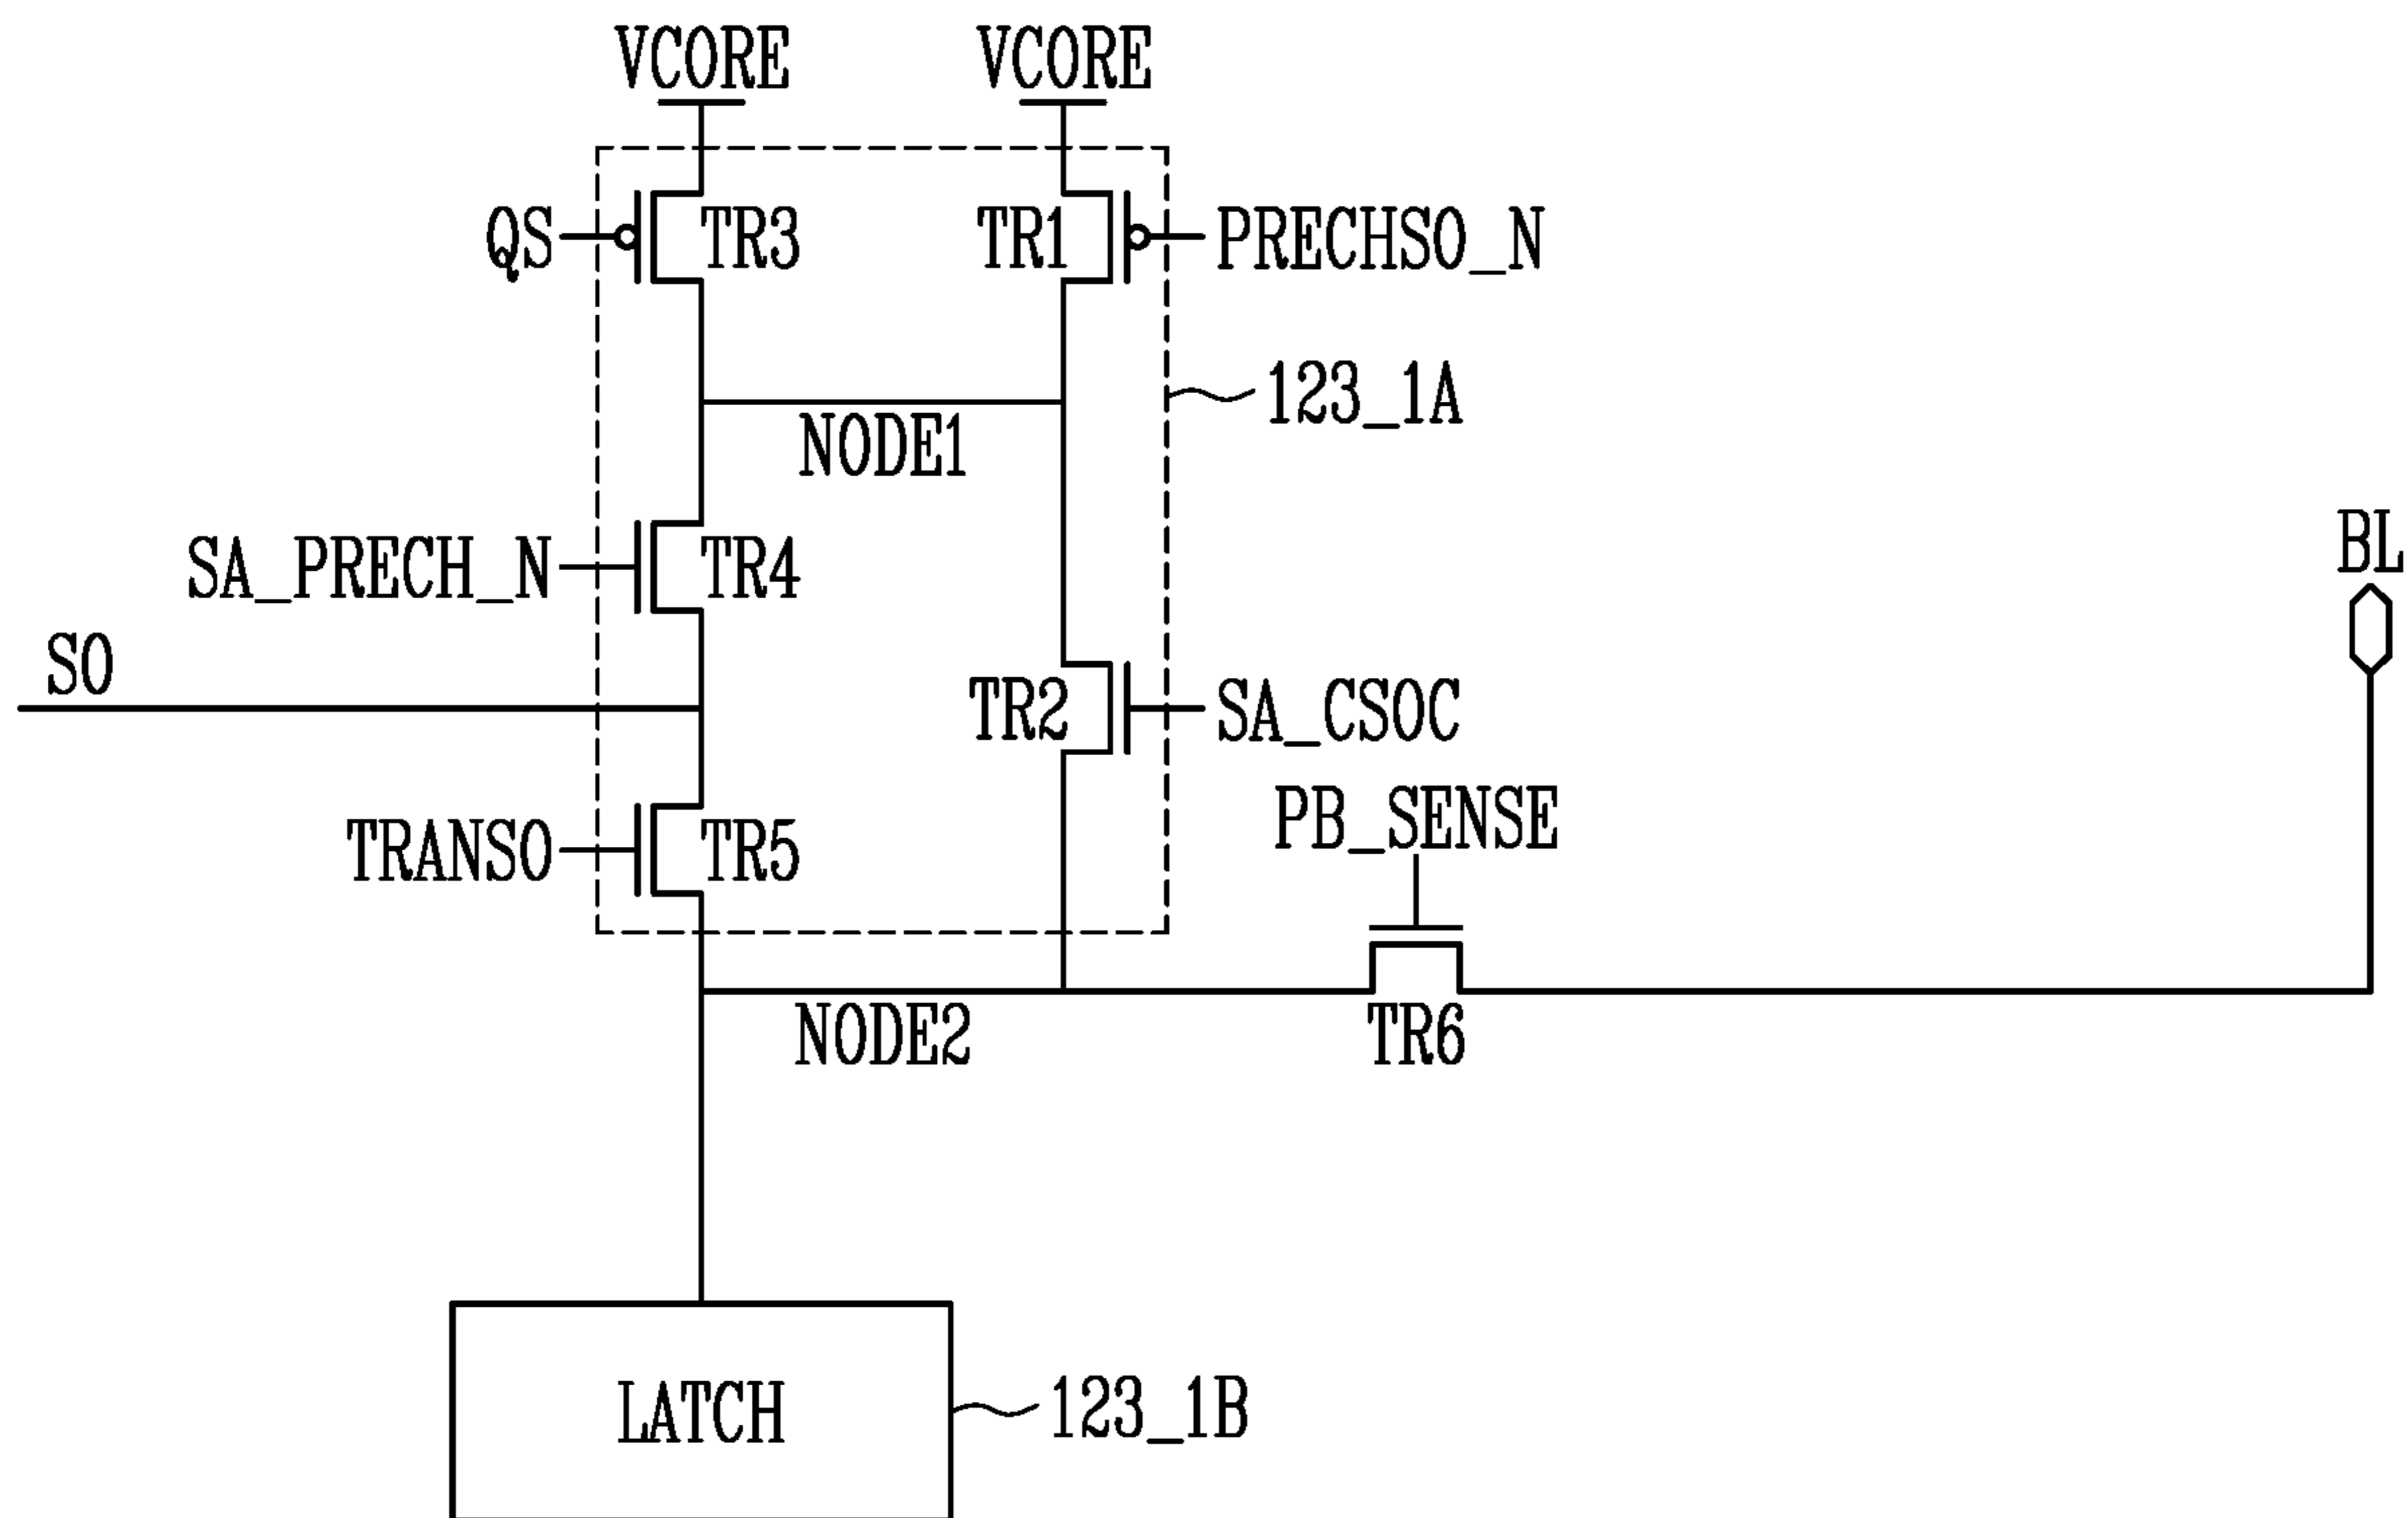 VCORE
VCORE
QS
TR3
TR1
PRECHSO_N
123_1A
NODE1
SA_PRECH_N
TR4
BL
SO
TR2
SA_CSOC
TRANSO
TR5
PB_SENSE
NODE2
TR6
LATCH
123_1B